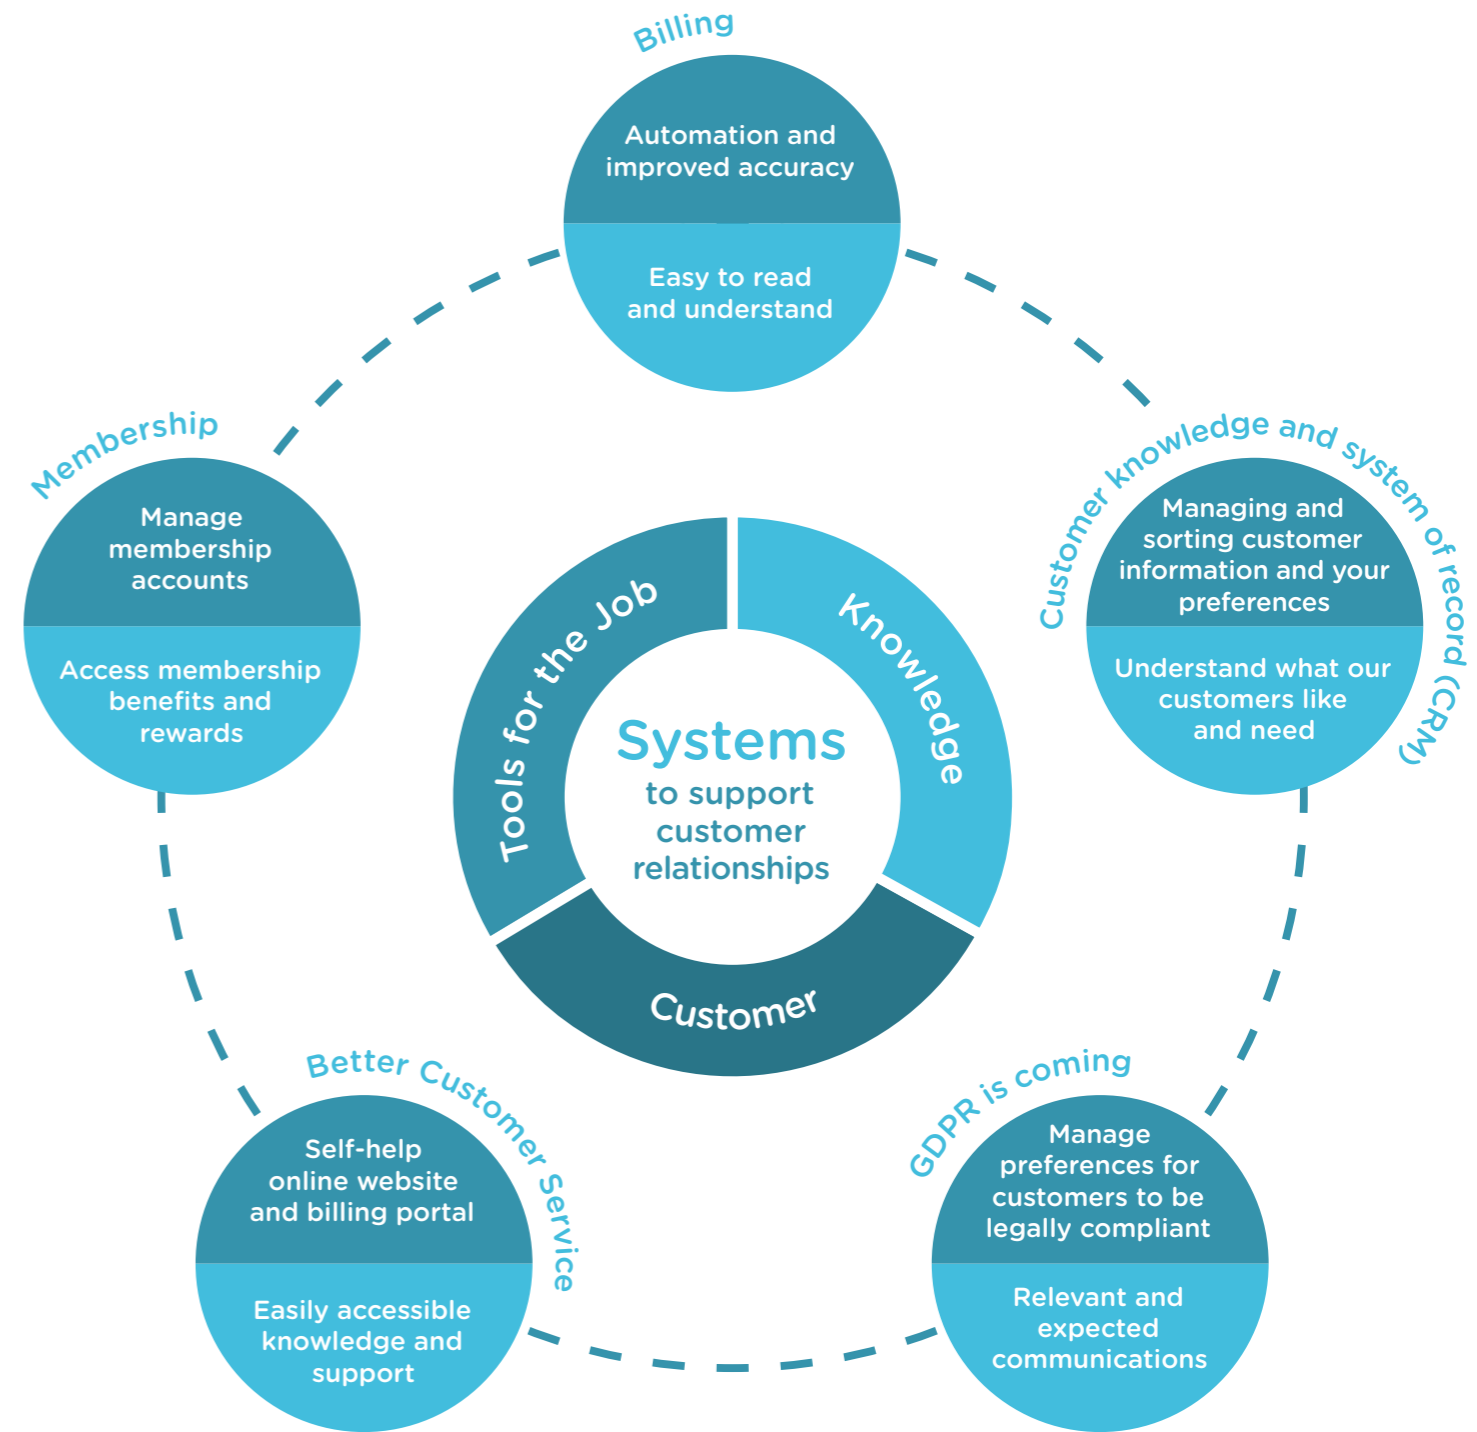 Billing
Automation and
improved accuracy
Easy to read
and understand
Membership
Manage
membership
accounts
Access membership
benefits and
rewards
Customer knowledge and system of record (CRM)
Managing and
sorting customer
information and your
preferences
Understand what our
customers like
and need
Tools for the Job
Knowledge
Customer
Systems
to support
customer
relationships
Better Customer Service
Self-help
online website
and billing portal
Easily accessible
knowledge and
support
GDPR is coming
Manage
preferences for
customers to be
legally compliant
Relevant and
expected
communications